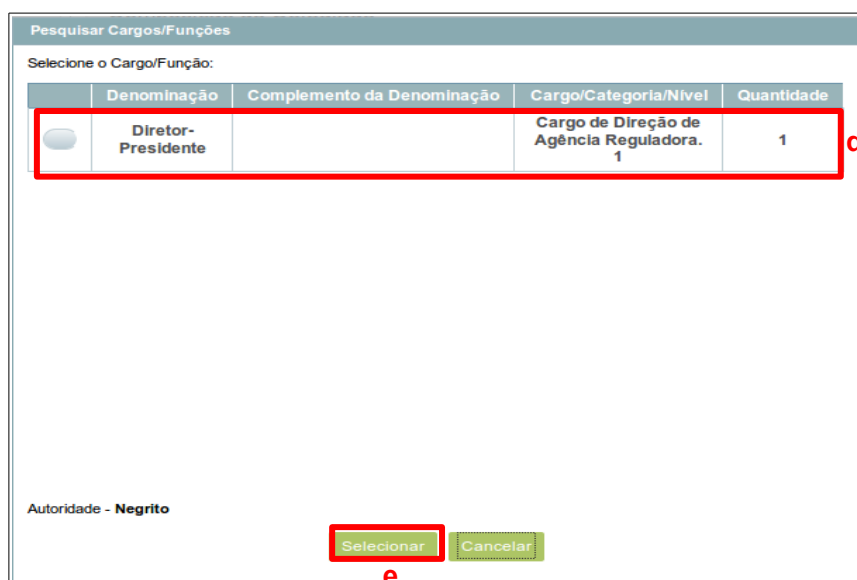 Pesquisar Cargos/Funções
Selecione o Cargo/Função:
Denominação Complemento da Denominação Cargo/Categoria/Nível Quantidade
Diretor-
Presidente
Cargo de Direção de
Agência Reguladora.
1
1
Autoridade - Negrito
Selecionar Cancelar
e